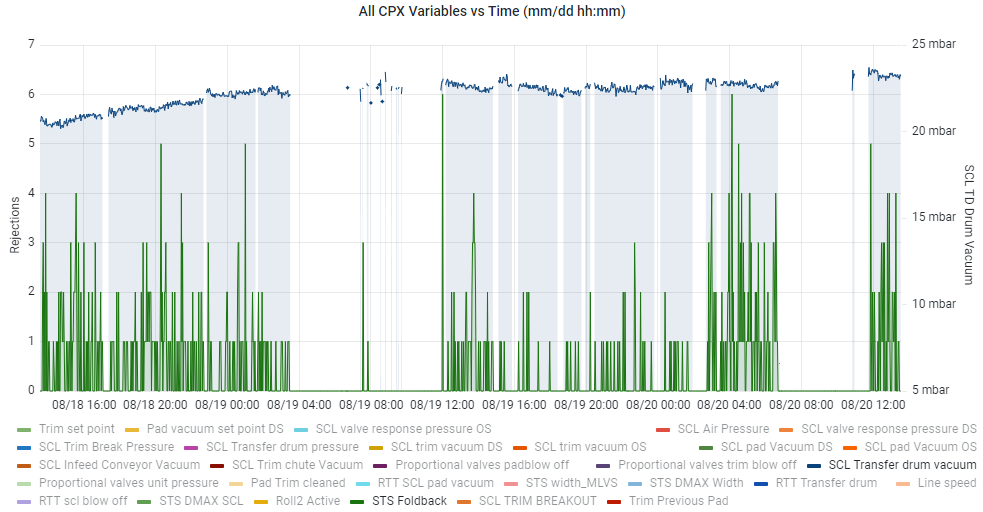 All CPX Variables vs Time (mm/dd hh:mm)
7
25 mbar
6
20 mbar
5
4
15 mbar
Rejections
SCL TD Drum Vacuum
3
2
10 mbar
1
0
5 mbar
08/18 16:00 08/18 20:00 08/19 00:00 08/19 04:00 08/19 08:00 08/19 12:00 08/19 16:00 08/19 20:00 08/20 00:00 08/20 04:00 08/20 08:00 08/20 12:00
Trim set point Pad vacuum set point DS SCL valve response pressure OS SCL Air Pressure SCL valve response pressure DS
SCL Trim Break Pressure SCL Transfer drum pressure SCL trim vacuum DS SCL trim vacuum OS SCL pad Vacuum DS SCL pad Vacuum OS
SCL Infeed Conveyor Vacuum SCL Trim chute Vacuum Proportional valves padblow off Proportional valves trim blow off SCL Transfer drum vacuum
Proportional valves unit pressure Pad Trim cleaned RTT SCL pad vacuum STS width_MLVS STS DMAX Width RTT Transfer drum Line speed
RTT scl blow off STS DMAX SCL Roll2 Active STS Foldback SCL TRIM BREAKOUT Trim Previous Pad